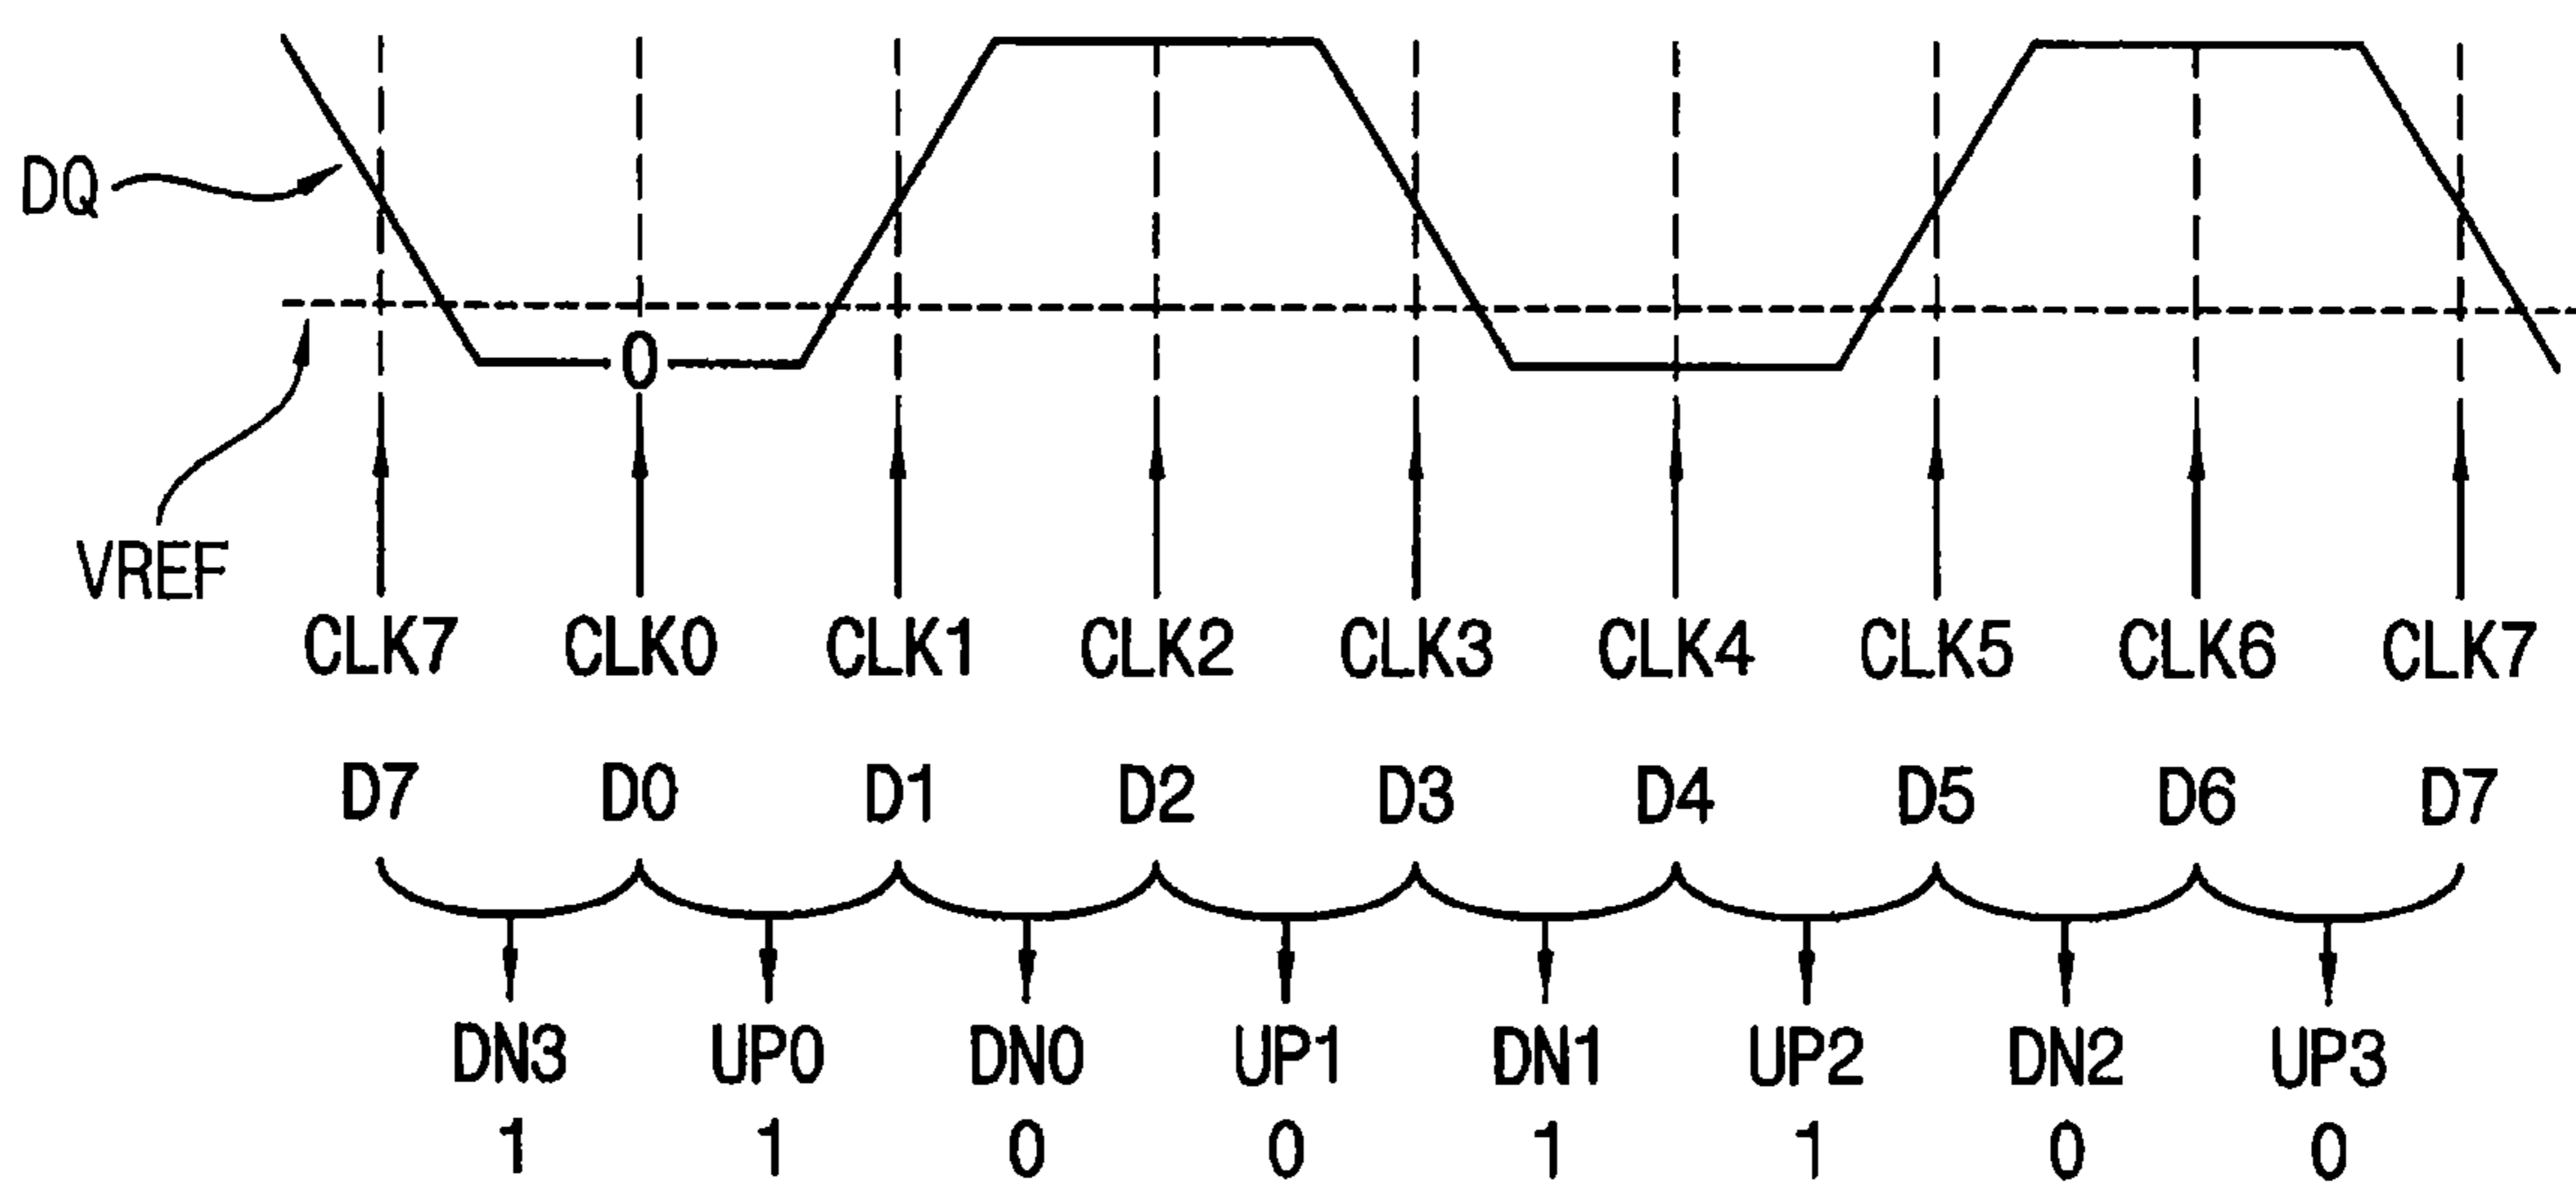 DQ
0
VREF
CLK7 CLK0 CLK1 CLK2 CLK3 CLK4 CLK5 CLK6 CLK7
D7 D0 D1 D2 D3 D4 D5 D6 D7
DN3 UP0 DN0 UP1 DN1 UP2 DN2 UP3
1 1 0 0 1 1 0 0